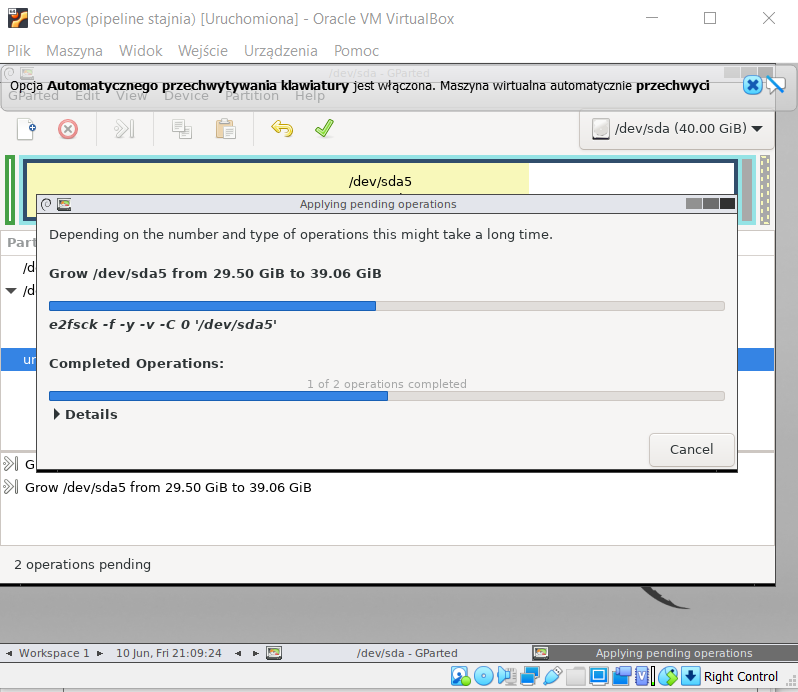 devops (pipeline stajnia) [Uruchomiona] - Oracle VM VirtualBox
Plik Maszyna Widok Wejście Urządzenia Pomoc
/dev/sda - GParted
Opcja Automatycznego przechwytywania klawiatury jest włączona. Maszyna wirtualna automatycznie przechwyci
GParted Edit View Device Partition Help
/dev/sda (40.00 GiB)
/dev/sda5
Applying pending operations
Depending on the number and type of operations this might take a long time.
Grow /dev/sda5 from 29.50 GiB to 39.06 GiB
e2fsck -f -y -v -C 0 '/dev/sda5'
Completed Operations:
1 of 2 operations completed
Details
Cancel
Grow /dev/sda5 from 29.50 GiB to 39.06 GiB
2 operations pending
Workspace 1 10 Jun, Fri 21:09:24 /dev/sda - GParted Applying pending operations
Right Control